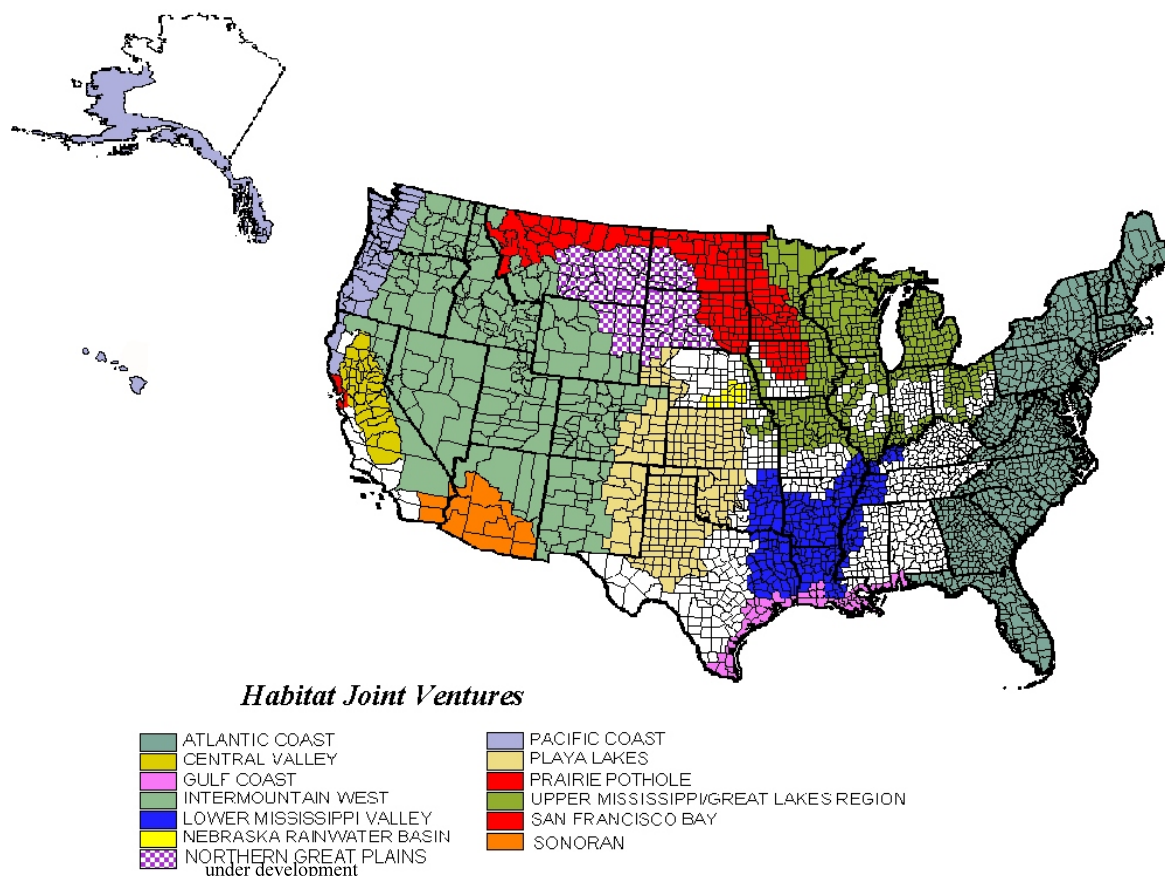 Habitat Joint Ventures
ATLANTIC COAST
CENTRAL VALLEY
GULF COAST
INTERMOUNTAIN WEST
LOWER MISSISSIPPI VALLEY
NEBRASKA RAINWATER BASIN
NORTHERN GREAT PLAINS
under development
PACIFIC COAST
PLAYA LAKES
PRAIRIE POTHOLE
UPPER MISSISSIPPI/GREAT LAKES REGION
SAN FRANCISCO BAY
SONORAN